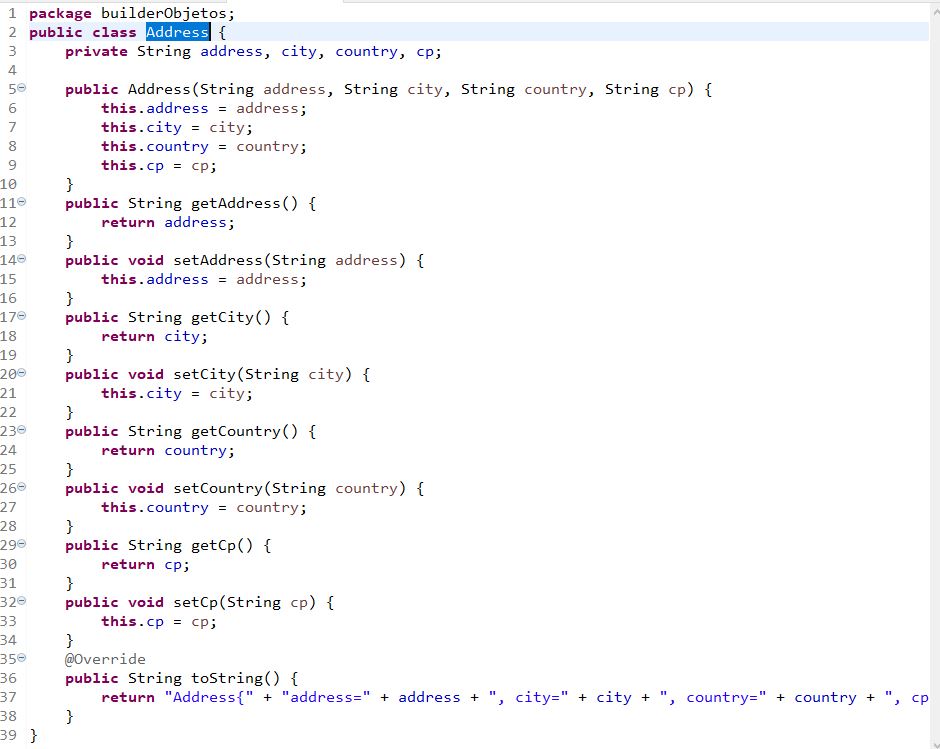 1 package builderObjetos;
2 public class Address {
3     private String address, city, country, cp;
4
5     public Address(String address, String city, String country, String cp) {
6         this.address = address;
7         this.city = city;
8         this.country = country;
9         this.cp = cp;
10     }
11     public String getAddress() {
12         return address;
13     }
14     public void setAddress(String address) {
15         this.address = address;
16     }
17     public String getCity() {
18         return city;
19     }
20     public void setCity(String city) {
21         this.city = city;
22     }
23     public String getCountry() {
24         return country;
25     }
26     public void setCountry(String country) {
27         this.country = country;
28     }
29     public String getCp() {
30         return cp;
31     }
32     public void setCp(String cp) {
33         this.cp = cp;
34     }
35     @Override
36     public String toString() {
37         return "Address{" + "address=" + address + ", city=" + city + ", country=" + country + ", cp
38     }
39 }